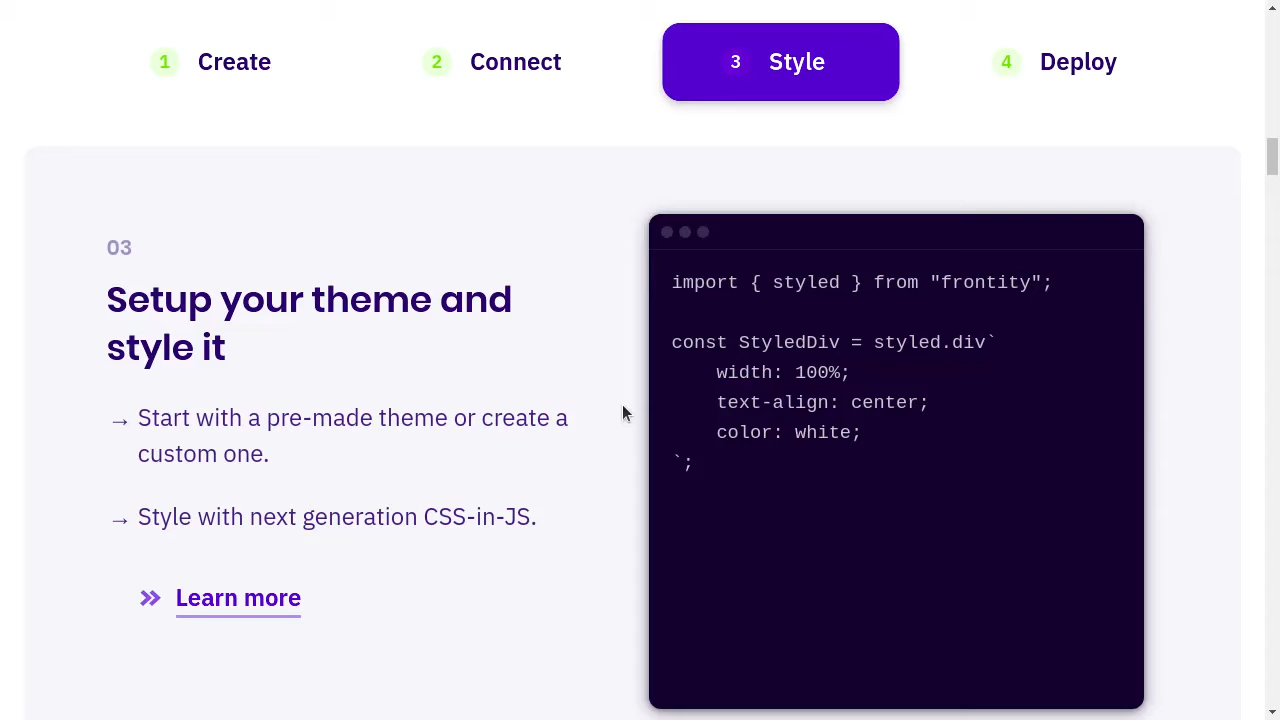 1 Create 2 Connect 3 Style 4 Deploy
03
Setup your theme and
style it
→ Start with a pre-made theme or create a
custom one.
→ Style with next generation CSS-in-JS.
Learn more
import { styled } from "frontity";
const StyledDiv = styled.div`
    width: 100%;
    text-align: center;
    color: white;
`;